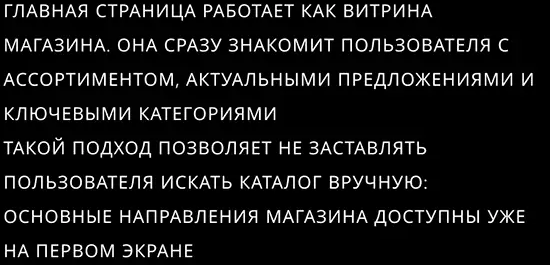 ГЛАВНАЯ СТРАНИЦА РАБОТАЕТ КАК ВИТРИНА
МАГАЗИНА. ОНА СРАЗУ ЗНАКОМИТ ПОЛЬЗОВАТЕЛЯ С
АССОРТИМЕНТОМ, АКТУАЛЬНЫМИ ПРЕДЛОЖЕНИЯМИ И
КЛЮЧЕВЫМИ КАТЕГОРИЯМИ
ТАКОЙ ПОДХОД ПОЗВОЛЯЕТ НЕ ЗАСТАВЛЯТЬ
ПОЛЬЗОВАТЕЛЯ ИСКАТЬ КАТАЛОГ ВРУЧНУЮ:
ОСНОВНЫЕ НАПРАВЛЕНИЯ МАГАЗИНА ДОСТУПНЫ УЖЕ
НА ПЕРВОМ ЭКРАНЕ